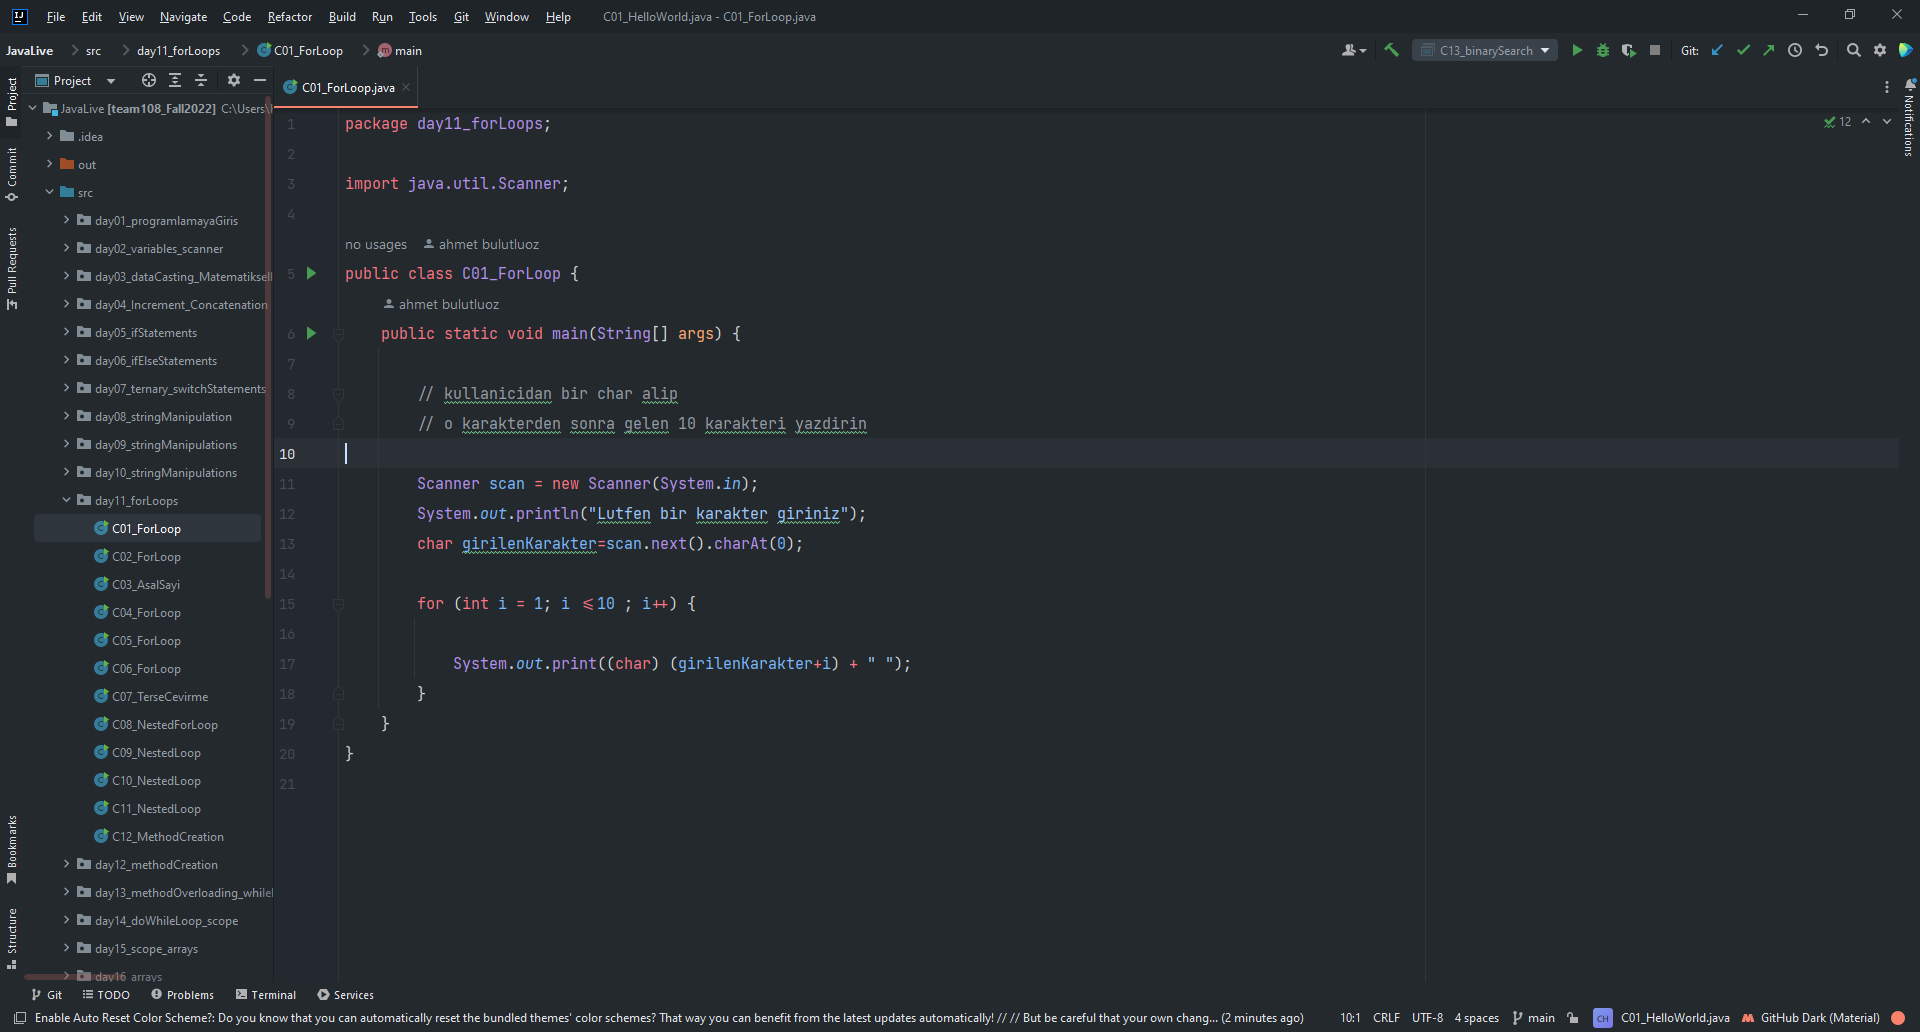 File Edit View Navigate Code Refactor Build Run Tools Git Window Help C01_HelloWorld.java - C01_ForLoop.java
JavaLive src day11_forLoops C01_ForLoop main
C13_binarySearch Git:
Project
C01_ForLoop.java
Project
Commit
Pull Requests
Bookmarks
Structure
Notifications
JavaLive [team108_Fall2022] C:\Users\
.idea
out
src
day01_programlamayaGiris
day02_variables_scanner
day03_dataCasting_Matematiksel
day04_Increment_Concatenation
day05_ifStatements
day06_ifElseStatements
day07_ternary_switchStatements
day08_stringManipulation
day09_stringManipulations
day10_stringManipulations
day11_forLoops
C01_ForLoop
C02_ForLoop
C03_AsalSayi
C04_ForLoop
C05_ForLoop
C06_ForLoop
C07_TerseCevirme
C08_NestedForLoop
C09_NestedLoop
C10_NestedLoop
C11_NestedLoop
C12_MethodCreation
day12_methodCreation
day13_methodOverloading_while
day14_doWhileLoop_scope
day15_scope_arrays
day16_arrays
12
1 package day11_forLoops;
2
3 import java.util.Scanner;
4
no usages ahmet bulutluoz
5 public class C01_ForLoop {
ahmet bulutluoz
6 public static void main(String[] args) {
7
8 // kullanicidan bir char alip
9 // o karakterden sonra gelen 10 karakteri yazdirin
10
11 Scanner scan = new Scanner(System.in);
12 System.out.println("Lutfen bir karakter giriniz");
13 char girilenKarakter=scan.next().charAt(0);
14
15 for (int i = 1; i <=10 ; i++) {
16
17 System.out.print((char) (girilenKarakter+i) + " ");
18 }
19 }
20 }
21
Git TODO Problems Terminal Services
Enable Auto Reset Color Scheme?: Do you know that you can automatically reset the bundled themes' color schemes? That way you can benefit from the latest updates automatically! // // But be careful that your own chang... (2 minutes ago) 10:1 CRLF UTF-8 4 spaces main CH C01_HelloWorld.java GitHub Dark (Material)